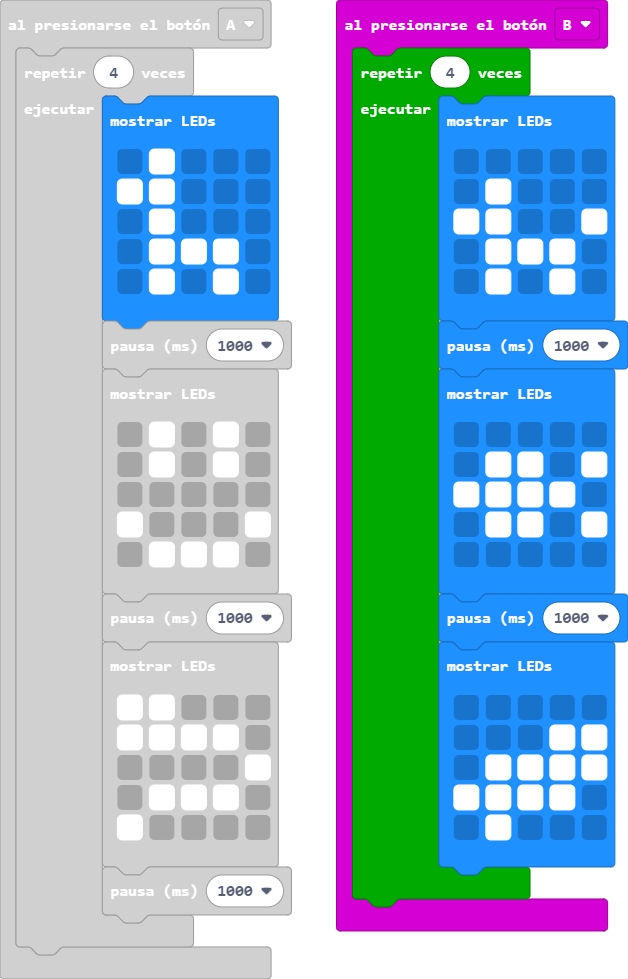 al presionarse el botón A
repetir 4 veces
ejecutar
mostrar LEDs
pausa (ms) 1000
mostrar LEDs
pausa (ms) 1000
mostrar LEDs
pausa (ms) 1000
al presionarse el botón B
repetir 4 veces
ejecutar
mostrar LEDs
pausa (ms) 1000
mostrar LEDs
pausa (ms) 1000
mostrar LEDs